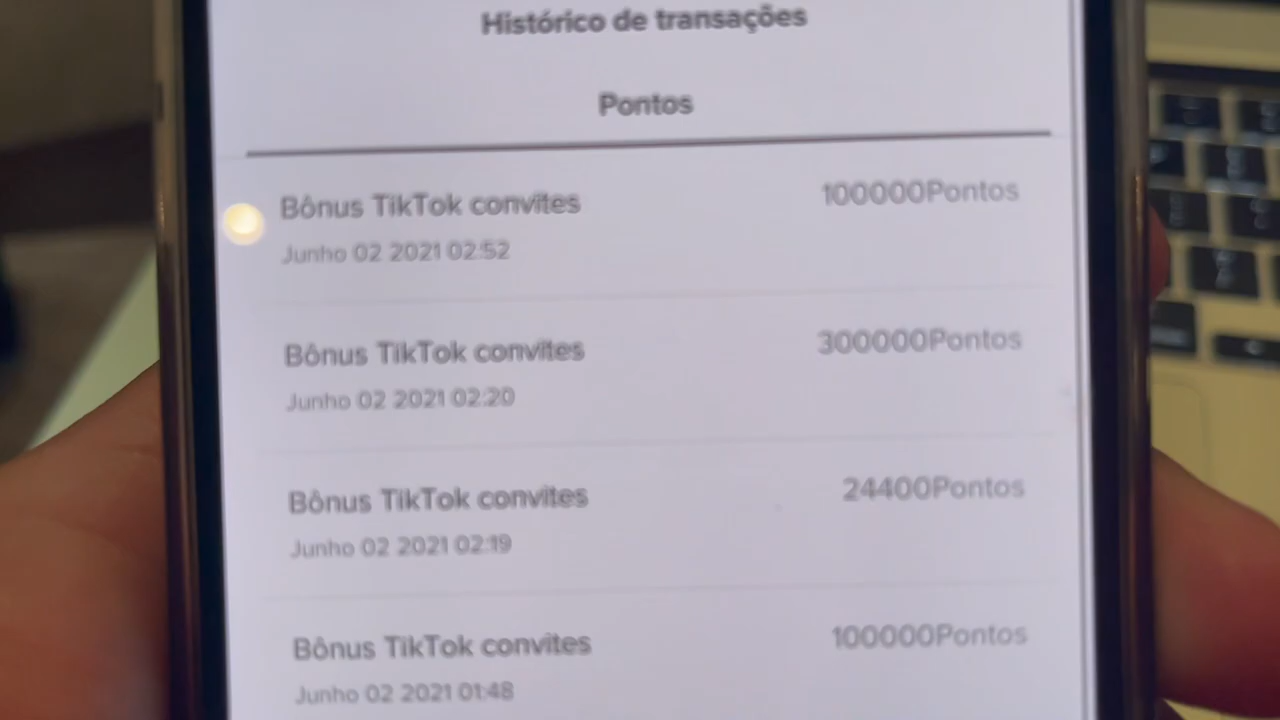 Histórico de transações
Pontos
Bônus TikTok convites
100000Pontos
Junho 02 2021 02:52
Bônus TikTok convites
300000Pontos
Junho 02 2021 02:20
Bônus TikTok convites
24400Pontos
Junho 02 2021 02:19
Bônus TikTok convites
100000Pontos
Junho 02 2021 01:48